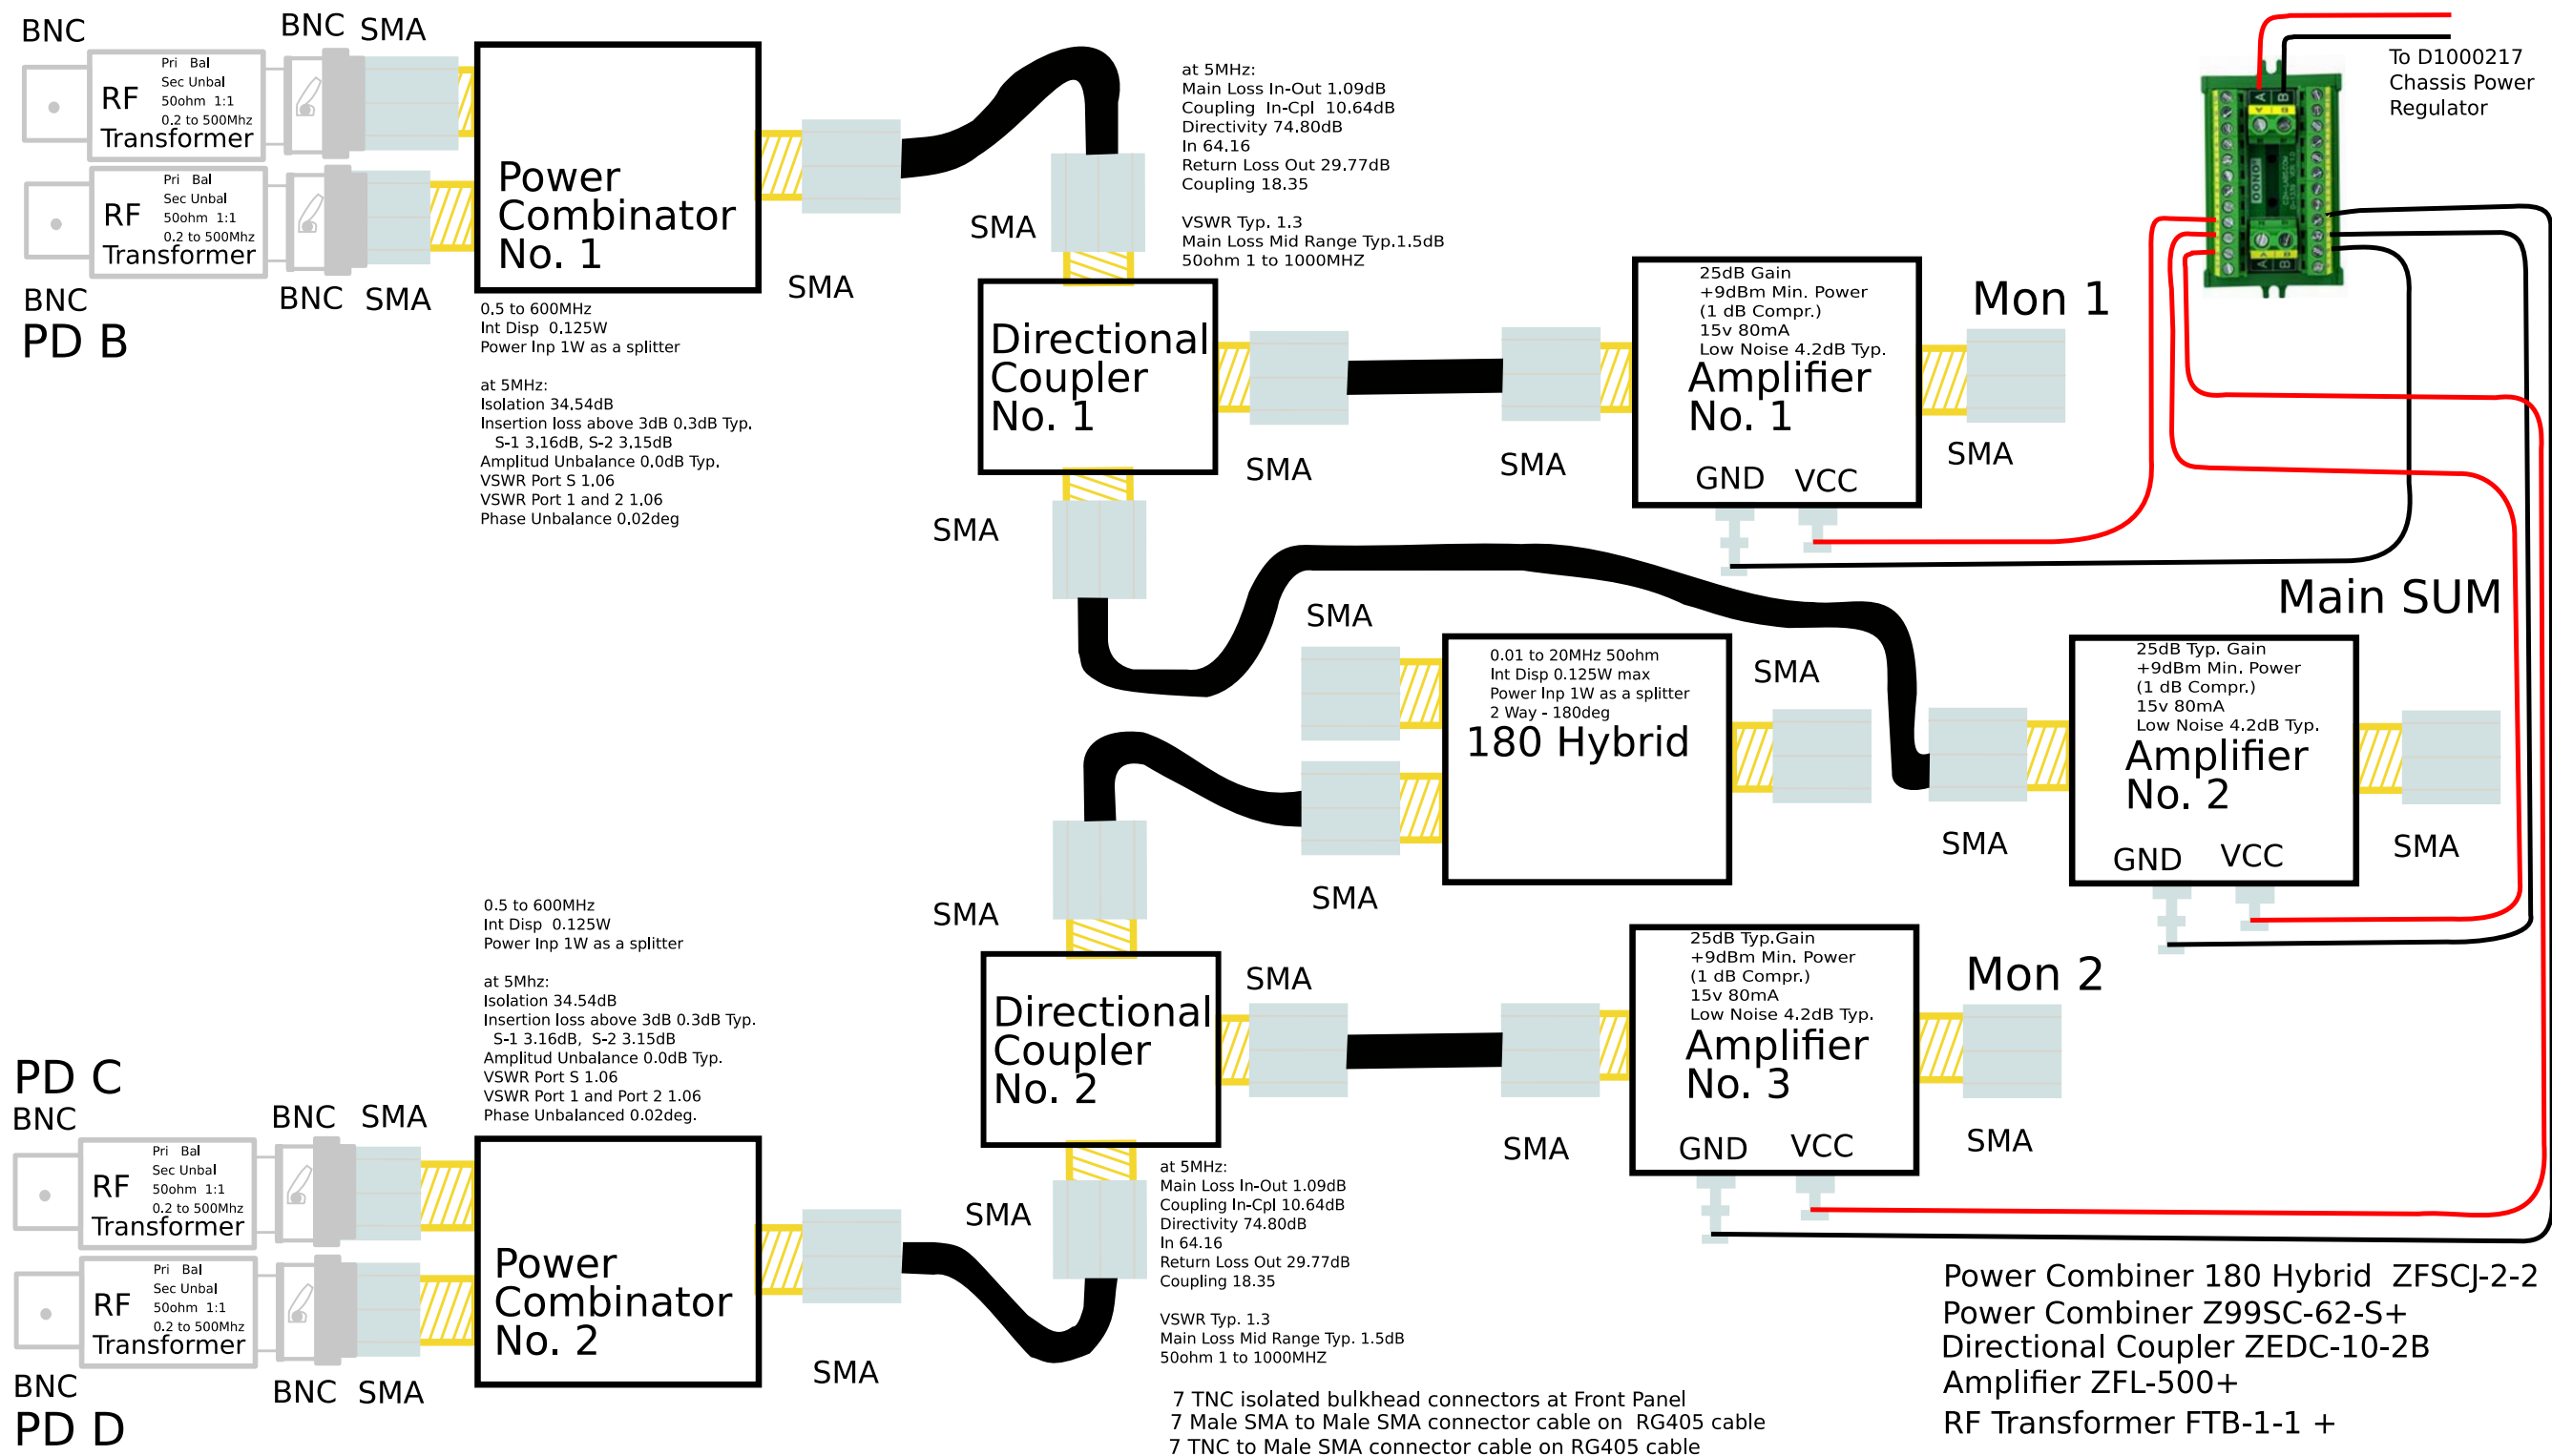 BNC
BNC
SMA
Pri Bal
Sec Unbal
50ohm 1:1
0.2 to 500Mhz
RF
Transformer
Pri Bal
Sec Unbal
50ohm 1:1
0.2 to 500Mhz
RF
Transformer
BNC
BNC
SMA
PD B
Power
Combinator
No. 1
SMA
0.5 to 600MHz
Int Disp 0.125W
Power Inp 1W as a splitter
at 5MHz:
Isolation 34.54dB
Insertion loss above 3dB 0.3dB Typ.
S-1 3.16dB, S-2 3.15dB
Amplitud Unbalance 0.0dB Typ.
VSWR Port S 1.06
VSWR Port 1 and 2 1.06
Phase Unbalance 0.02deg
at 5MHz:
Main Loss In-Out 1.09dB
Coupling In-Cpl 10.64dB
Directivity 74.80dB
In 64.16
Return Loss Out 29.77dB
Coupling 18.35
VSWR Typ. 1.3
Main Loss Mid Range Typ.1.5dB
50ohm 1 to 1000MHZ
SMA
Directional
Coupler
No. 1
SMA
SMA
SMA
25dB Gain
+9dBm Min. Power
(1 dB Compr.)
15v 80mA
Low Noise 4.2dB Typ.
Amplifier
No. 1
GND VCC
Mon 1
SMA
To D1000217
Chassis Power
Regulator
A B
A B
DONOI
A B
Main SUM
SMA
0.01 to 20MHz 50ohm
Int Disp 0.125W max
Power Inp 1W as a splitter
2 Way - 180deg
180 Hybrid
SMA
SMA
25dB Typ. Gain
+9dBm Min. Power
(1 dB Compr.)
15v 80mA
Low Noise 4.2dB Typ.
Amplifier
No. 2
GND VCC
SMA
SMA
0.5 to 600MHz
Int Disp 0.125W
Power Inp 1W as a splitter
at 5Mhz:
Isolation 34.54dB
Insertion loss above 3dB 0.3dB Typ.
S-1 3.16dB, S-2 3.15dB
Amplitud Unbalance 0.0dB Typ.
VSWR Port S 1.06
VSWR Port 1 and Port 2 1.06
Phase Unbalanced 0.02deg.
SMA
Directional
Coupler
No. 2
SMA
SMA
SMA
25dB Typ.Gain
+9dBm Min. Power
(1 dB Compr.)
15v 80mA
Low Noise 4.2dB Typ.
Amplifier
No. 3
GND VCC
Mon 2
SMA
PD C
BNC
BNC
SMA
Pri Bal
Sec Unbal
50ohm 1:1
0.2 to 500Mhz
RF
Transformer
Pri Bal
Sec Unbal
50ohm 1:1
0.2 to 500Mhz
RF
Transformer
BNC
BNC
SMA
PD D
Power
Combinator
No. 2
SMA
at 5MHz:
Main Loss In-Out 1.09dB
Coupling In-Cpl 10.64dB
Directivity 74.80dB
In 64.16
Return Loss Out 29.77dB
Coupling 18.35
VSWR Typ. 1.3
Main Loss Mid Range Typ. 1.5dB
50ohm 1 to 1000MHZ
7 TNC isolated bulkhead connectors at Front Panel
7 Male SMA to Male SMA connector cable on RG405 cable
7 TNC to Male SMA connector cable on RG405 cable
Power Combiner 180 Hybrid ZFSCJ-2-2
Power Combiner Z99SC-62-S+
Directional Coupler ZEDC-10-2B
Amplifier ZFL-500+
RF Transformer FTB-1-1 +